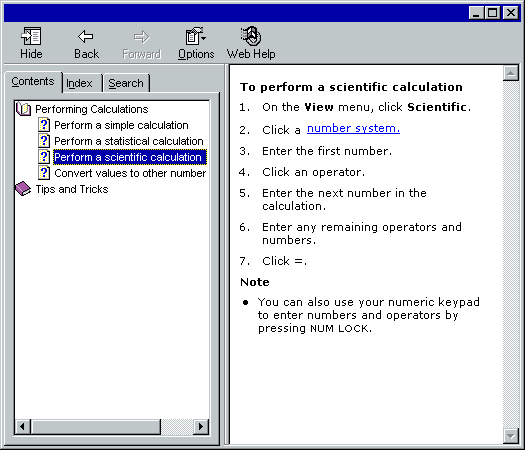 Hide
Back
Forward
Options
Web Help
Contents
Index
Search
Performing Calculations
Perform a simple calculation
Perform a statistical calculation
Perform a scientific calculation
Convert values to other number
Tips and Tricks
To perform a scientific calculation
1. On the View menu, click Scientific.
2. Click a number system.
3. Enter the first number.
4. Click an operator.
5. Enter the next number in the
calculation.
6. Enter any remaining operators and
numbers.
7. Click =.
Note
• You can also use your numeric keypad
to enter numbers and operators by
pressing NUM LOCK.